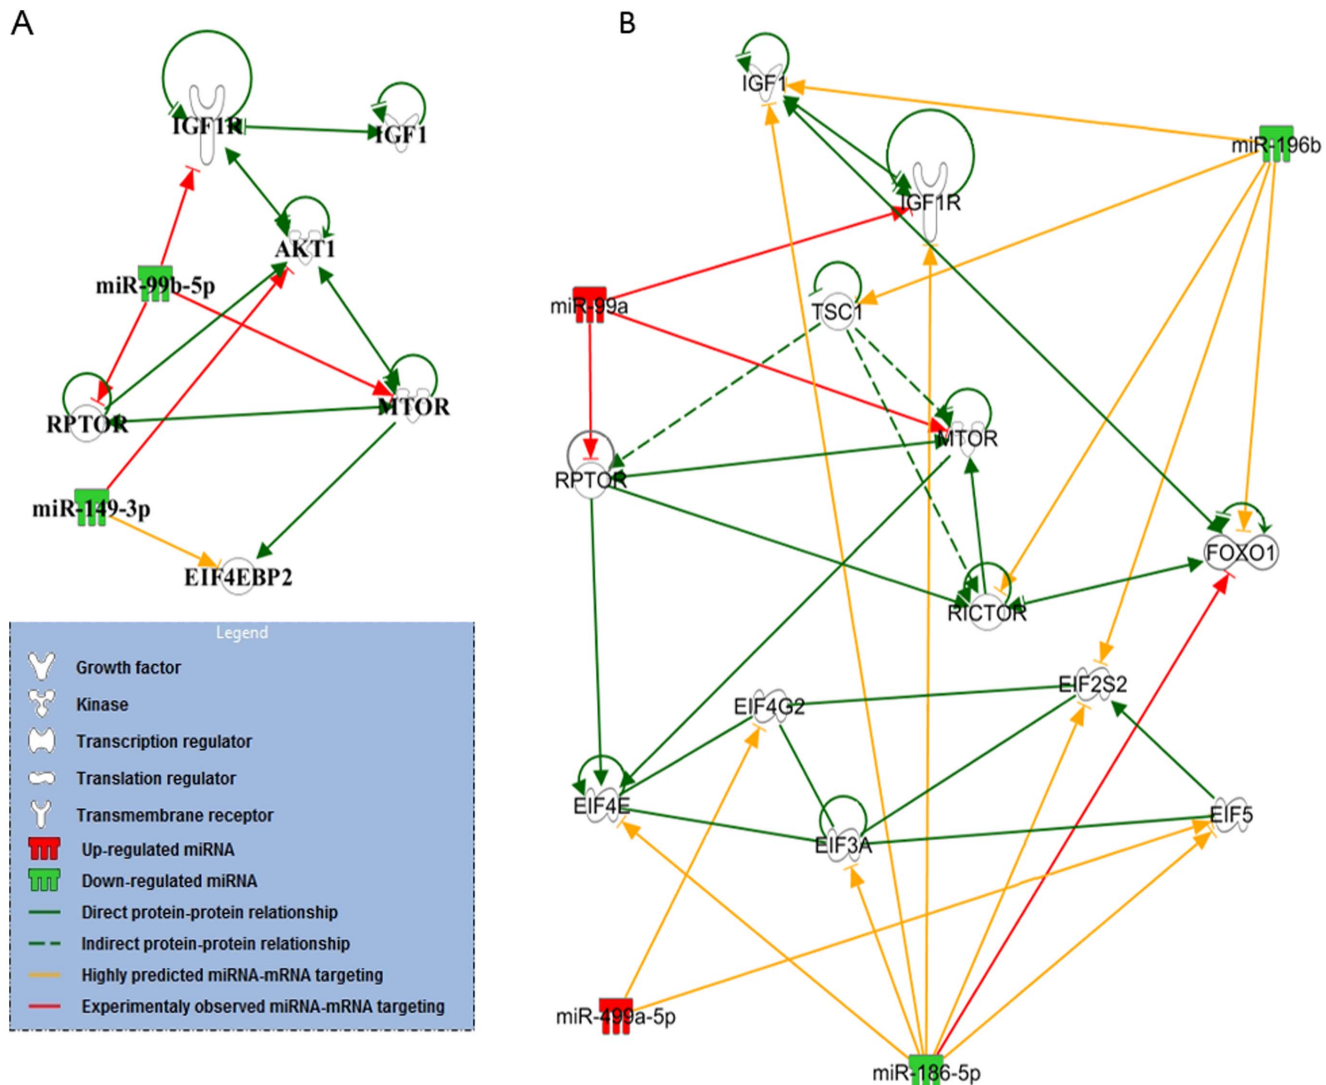 A
IGF1R
IGF1
AKT1
miR-99b-5p
RPTOR
MTOR
miR-149-3p
EIF4EBP2
Legend
Growth factor
Kinase
Transcription regulator
Translation regulator
Transmembrane receptor
Up-regulated miRNA
Down-regulated miRNA
Direct protein-protein relationship
Indirect protein-protein relationship
Highly predicted miRNA-mRNA targeting
Experimentaly observed miRNA-mRNA targeting
B
IGF1
miR-196b
IGF1R
miR-99a
TSC1
MTOR
RPTOR
FOXO1
RICTOR
EIF2S2
EIF4G2
EIF4E
EIF5
EIF3A
miR-499a-5p
miR-186-5p